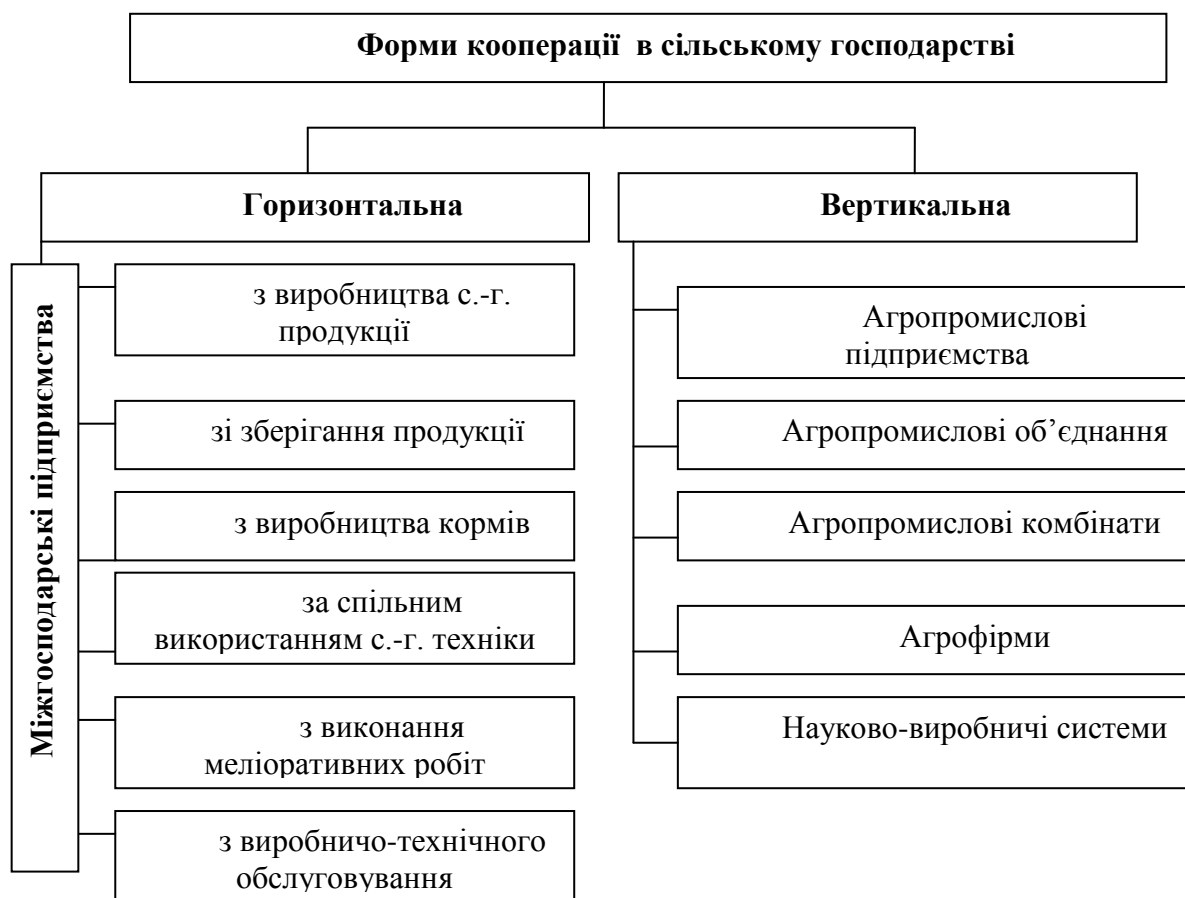 Форми кооперації в сільському господарстві
Горизонтальна
Вертикальна
Міжгосподарські підприємства
з виробництва с.-г.
продукції
зі зберігання продукції
з виробництва кормів
за спільним
використанням с.-г. техніки
з виконання
меліоративних робіт
з виробничо-технічного
обслуговування
Агропромислові
підприємства
Агропромислові об’єднання
Агропромислові комбінати
Агрофірми
Науково-виробничі системи